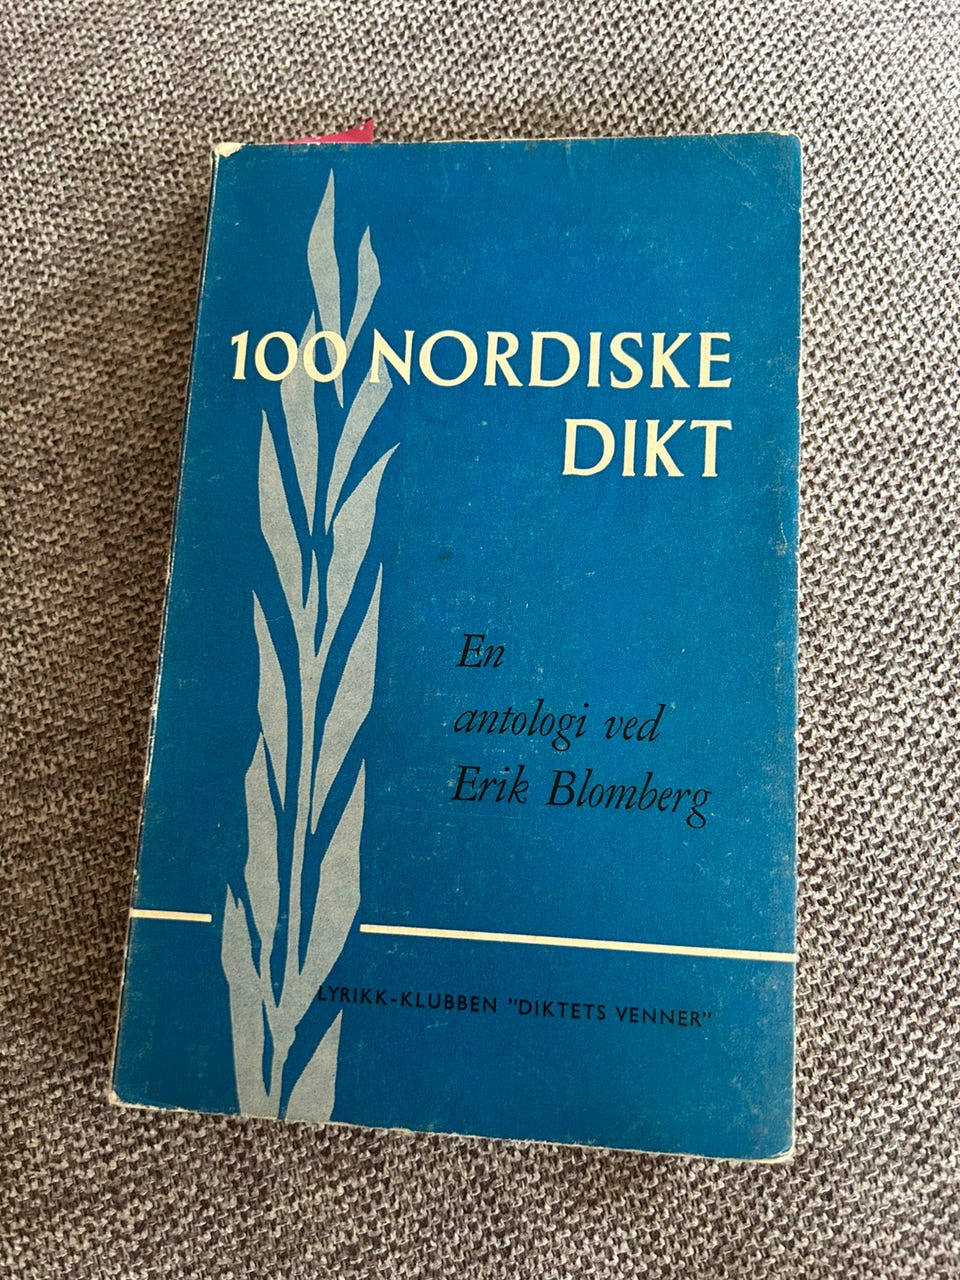 100 NORDISKE
DIKT
En
antologi ved
Erik Blomberg
LYRIKK-KLUBBEN "DIKTETS VENNER"